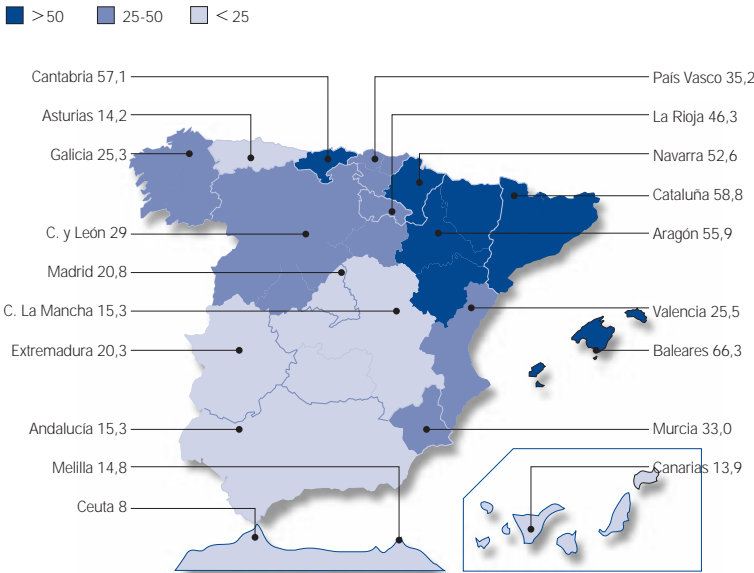 >50 25-50 <25
Cantabria 57,1
Asturias 14,2
Galicia 25,3
C. y León 29
Madrid 20,8
C. La Mancha 15,3
Extremadura 20,3
Andalucía 15,3
Melilla 14,8
Ceuta 8
País Vasco 35,2
La Rioja 46,3
Navarra 52,6
Cataluña 58,8
Aragón 55,9
Valencia 25,5
Baleares 66,3
Murcia 33,0
Canarias 13,9